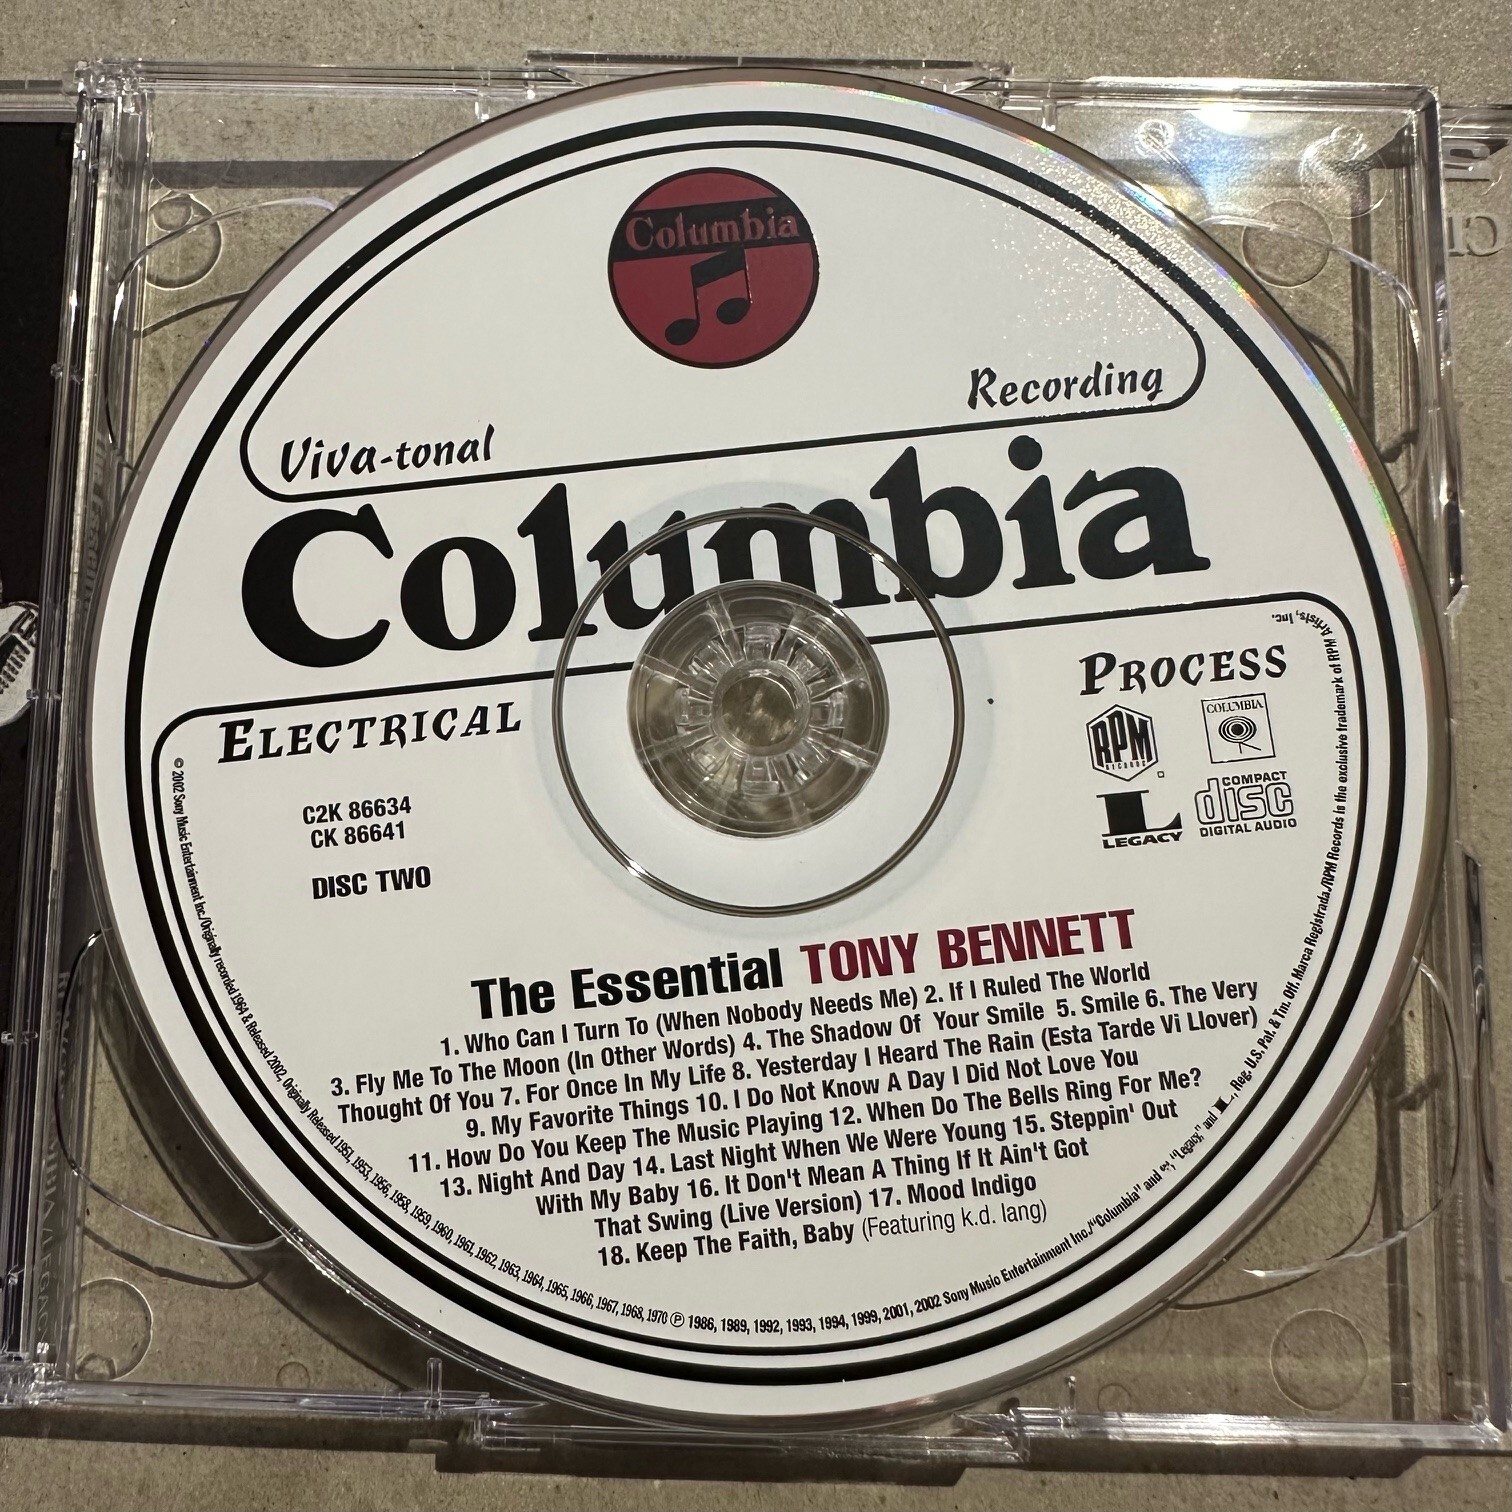 Columbia
Viva-tonal
Recording
Columbia
ELECTRICAL
PROCESS
C2K 86634
CK 86641
DISC TWO
RPM
RECORDS
COLUMBIA
L
LEGACY
COMPACT
disc
DIGITAL AUDIO
The Essential TONY BENNETT
1. Who Can I Turn To (When Nobody Needs Me) 2. If I Ruled The World
3. Fly Me To The Moon (In Other Words) 4. The Shadow Of Your Smile 5. Smile 6. The Very
Thought Of You 7. For Once In My Life 8. Yesterday I Heard The Rain (Esta Tarde Vi Llover)
9. My Favorite Things 10. I Do Not Know A Day I Did Not Love You
11. How Do You Keep The Music Playing 12. When Do The Bells Ring For Me?
13. Night And Day 14. Last Night When We Were Young 15. Steppin' Out
With My Baby 16. It Don't Mean A Thing If It Ain't Got
That Swing (Live Version) 17. Mood Indigo
18. Keep The Faith, Baby (Featuring k.d. lang)
© 2002 Sony Music Entertainment Inc./Originally recorded 1964 & Released 2002, Originally Released 1951, 1953, 1956, 1958, 1959, 1960, 1961, 1962, 1963, 1964, 1965, 1966, 1967, 1968, 1970 ℗ 1986, 1989, 1992, 1993, 1994, 1999, 2001, 2002 Sony Music Entertainment Inc./"Columbia" and , "Legacy," and L, Reg. U.S. Pat. & Tm. Off. Marca Registrada./RPM Records is the exclusive trademark of RPM Artists, Inc.